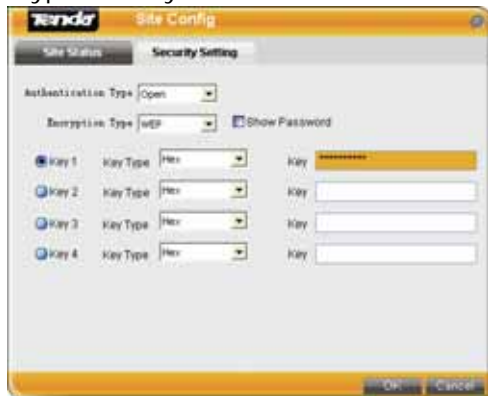 Tenda Site Config
Site Status Security Setting
Authentication Type Open
Encryption Type WEP Show Password
Key 1 Key Type Hex Key **********
Key 2 Key Type Hex Key
Key 3 Key Type Hex Key
Key 4 Key Type Hex Key
OK Cancel